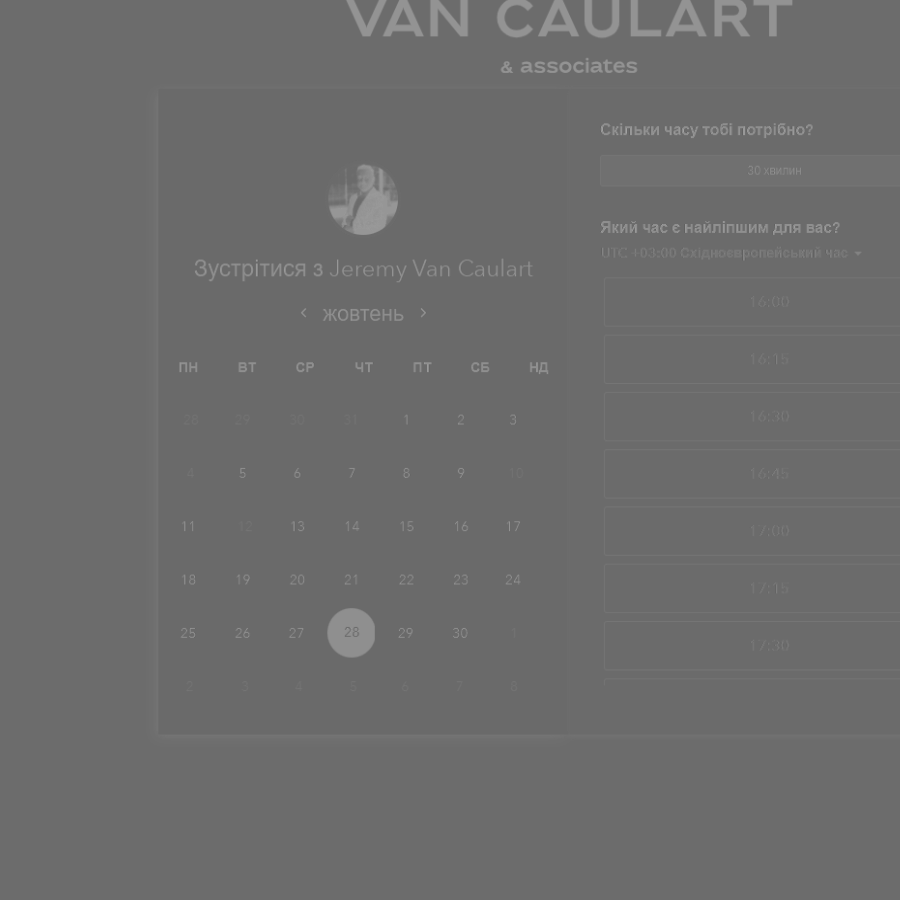 VAN CAULART
& associates
Зустрітися з Jeremy Van Caulart
жовтень
ПН ВТ СР ЧТ ПТ СБ НД
28 29 30 31 1 2 3
4 5 6 7 8 9 10
11 12 13 14 15 16 17
18 19 20 21 22 23 24
25 26 27 28 29 30 1
2 3 4 5 6 7 8
Скільки часу тобі потрібно?
30 хвилин
Який час є найліпшим для вас?
UTC +03:00 Східноєвропейський час
16:00
16:15
16:30
16:45
17:00
17:15
17:30